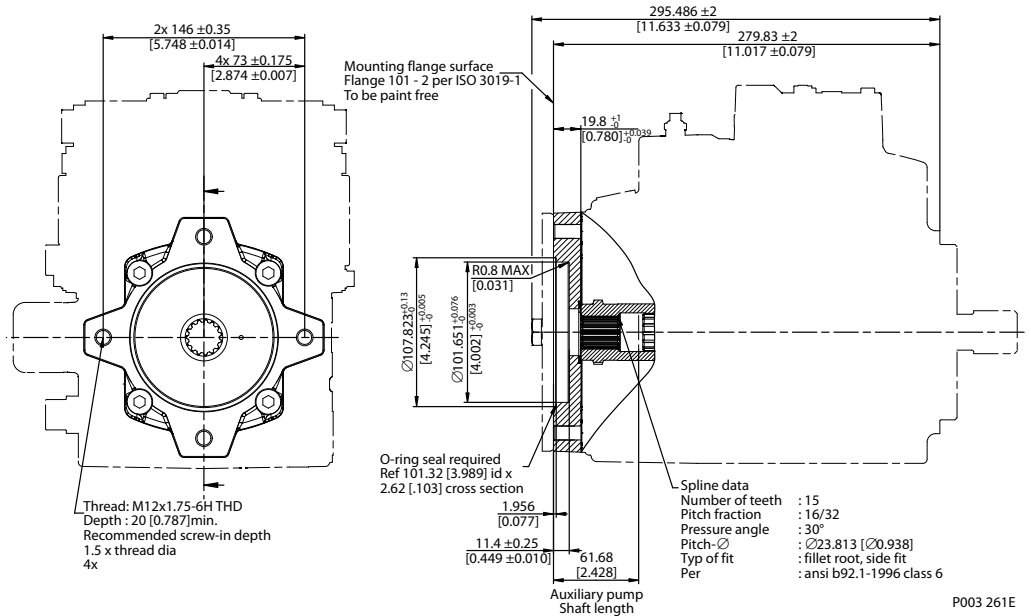 2x 146 ±0.35
[5.748 ±0.014]
4x 73 ±0.175
[2.874 ±0.007]
295.486 ±2
[11.633 ±0.079]
279.83 ±2
[11.017 ±0.079]
Mounting flange surface
Flange 101 - 2 per ISO 3019-1
To be paint free
19.8 +1 -0
[0.780] +0.039 -0
R0.8 MAX
[0.031]
∅107.823 +0.13 -0
[4.245] +0.005 -0
∅101.651 +0.076 -0
[4.002] +0.003 -0
O-ring seal required
Ref 101.32 [3.989] id x
2.62 [.103] cross section
1.956
[0.077]
11.4 ±0.25
[0.449 ±0.010]
61.68
[2.428]
Auxiliary pump
Shaft length
Thread: M12x1.75-6H THD
Depth : 20 [0.787]min.
Recommended screw-in depth
1.5 x thread dia
4x
Spline data
Number of teeth : 15
Pitch fraction : 16/32
Pressure angle : 30°
Pitch-∅ : ∅23.813 [∅0.938]
Typ of fit : fillet root, side fit
Per : ansi b92.1-1996 class 6
P003 261E